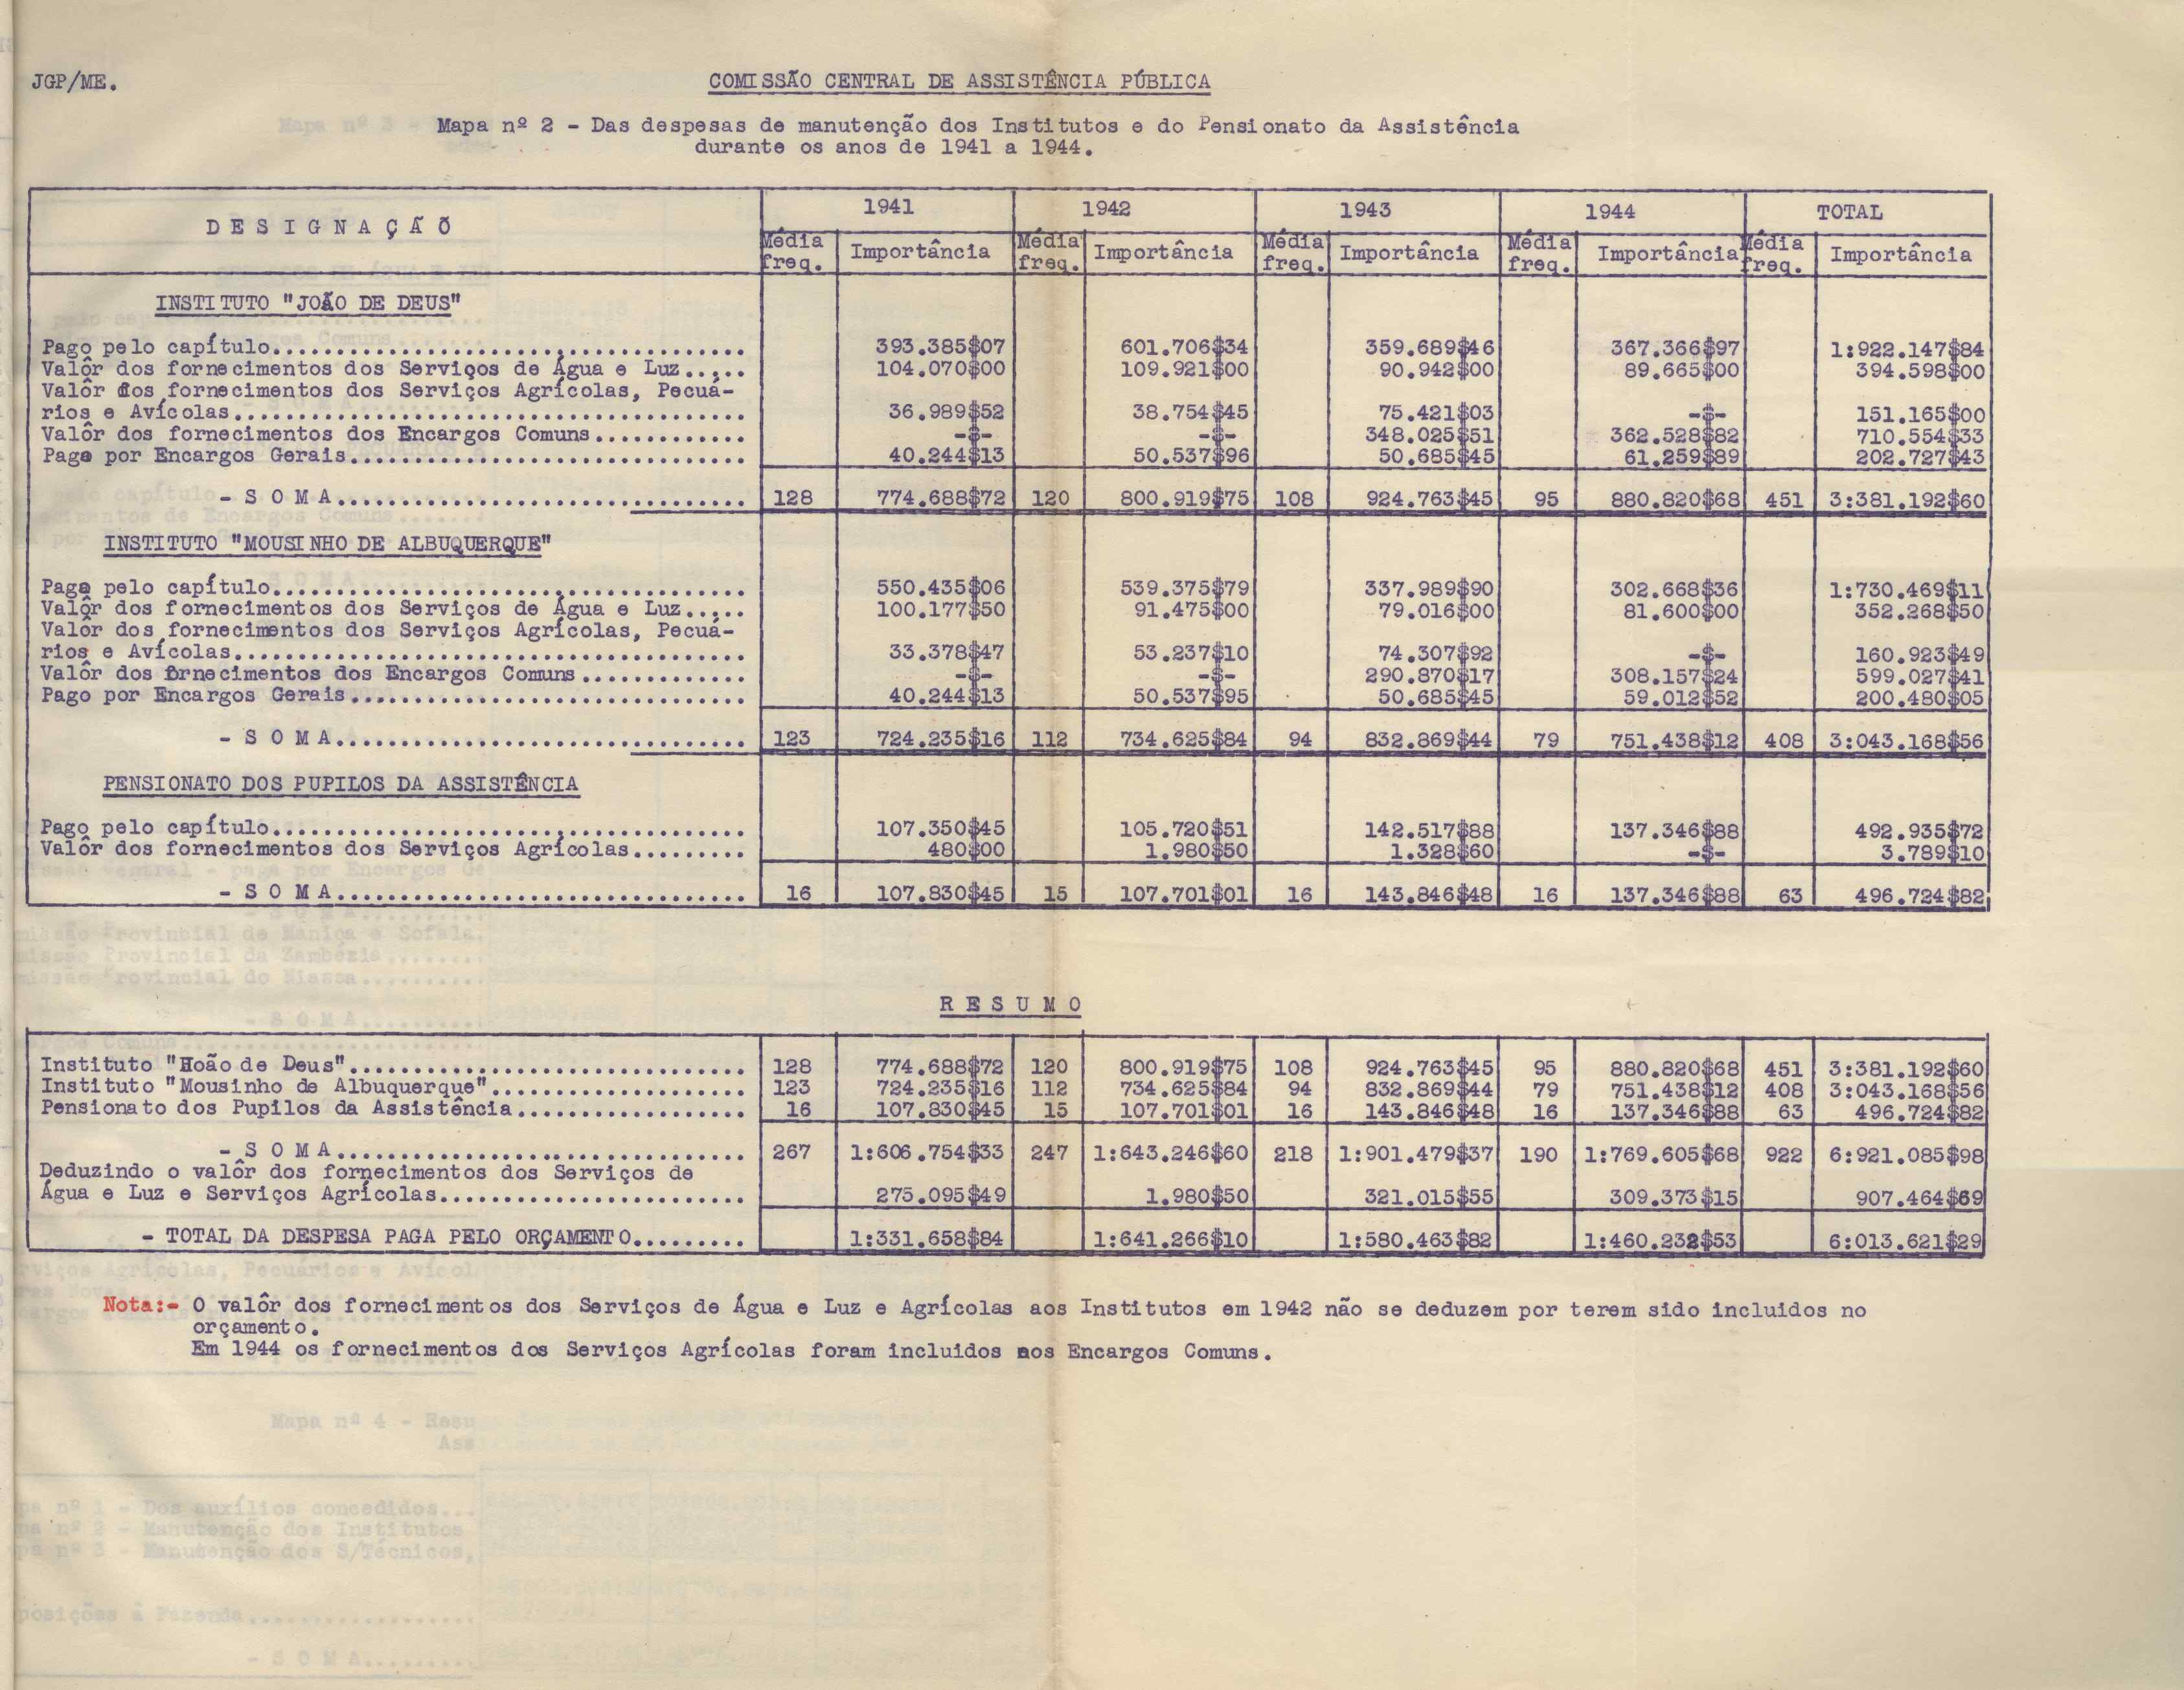 JGP/ME.
COMISSÃO CENTRAL DE ASSISTÊNCIA PÚBLICA
Mapa nº 2 - Das despesas de manutenção dos Institutos e do Pensionato da Assistência
durante os anos de 1941 a 1944.
DESIGNAÇÃO 1941 1942 1943 1944 TOTAL
Média freq. Importância Média freq. Importância Média freq. Importância Média freq. Importância Média freq. Importância
INSTITUTO "JOÃO DE DEUS"
Pago pelo capítulo..................................... 393.385$07 601.706$34 359.689$46 367.366$97 1:922.147$84
Valôr dos fornecimentos dos Serviços de Água e Luz..... 104.070$00 109.921$00 90.942$00 89.665$00 394.598$00
Valôr dos fornecimentos dos Serviços Agrícolas, Pecuá-
rios e Avícolas........................................ 36.989$52 38.754$45 75.421$03 -$- 151.165$00
Valôr dos fornecimentos dos Encargos Comuns............ -$- -$- 348.025$51 362.528$82 710.554$33
Pago por Encargos Gerais............................... 40.244$13 50.537$96 50.685$45 61.259$89 202.727$43
- S O M A................................ 128 774.688$72 120 800.919$75 108 924.763$45 95 880.820$68 451 3:381.192$60
INSTITUTO "MOUSINHO DE ALBUQUERQUE"
Pago pelo capítulo..................................... 550.435$06 539.375$79 337.989$90 302.668$36 1:730.469$11
Valôr dos fornecimentos dos Serviços de Água e Luz..... 100.177$50 91.475$00 79.016$00 81.600$00 352.268$50
Valôr dos fornecimentos dos Serviços Agrícolas, Pecuá-
rios e Avícolas........................................ 33.378$47 53.237$10 74.307$92 -$- 160.923$49
Valôr dos fornecimentos dos Encargos Comuns............. -$- -$- 290.870$17 308.157$24 599.027$41
Pago por Encargos Gerais............................... 40.244$13 50.537$95 50.685$45 59.012$52 200.480$05
- S O M A................................ 123 724.235$16 112 734.625$84 94 832.869$44 79 751.438$12 408 3:043.168$56
PENSIONATO DOS PUPILOS DA ASSISTÊNCIA
Pago pelo capítulo..................................... 107.350$45 105.720$51 142.517$88 137.346$88 492.935$72
Valôr dos fornecimentos dos Serviços Agrícolas......... 480$00 1.980$50 1.328$60 -$- 3.789$10
- S O M A................................ 16 107.830$45 15 107.701$01 16 143.846$48 16 137.346$88 63 496.724$82
R E S U M O
Instituto "Hoão de Deus"............................... 128 774.688$72 120 800.919$75 108 924.763$45 95 880.820$68 451 3:381.192$60
Instituto "Mousinho de Albuquerque".................... 123 724.235$16 112 734.625$84 94 832.869$44 79 751.438$12 408 3:043.168$56
Pensionato dos Pupilos da Assistência.................. 16 107.830$45 15 107.701$01 16 143.846$48 16 137.346$88 63 496.724$82
- S O M A................................ 267 1:606.754$33 247 1:643.246$60 218 1:901.479$37 190 1:769.605$68 922 6:921.085$98
Deduzindo o valôr dos fornecimentos dos Serviços de
Água e Luz e Serviços Agrícolas........................ 275.095$49 1.980$50 321.015$55 309.373$15 907.464$69
- TOTAL DA DESPESA PAGA PELO ORÇAMENTO......... 1:331.658$84 1:641.266$10 1:580.463$82 1:460.232$53 6:013.621$29
Nota:- O valôr dos fornecimentos dos Serviços de Água e Luz e Agrícolas aos Institutos em 1942 não se deduzem por terem sido incluidos no
orçamento.
Em 1944 os fornecimentos dos Serviços Agrícolas foram incluidos nos Encargos Comuns.